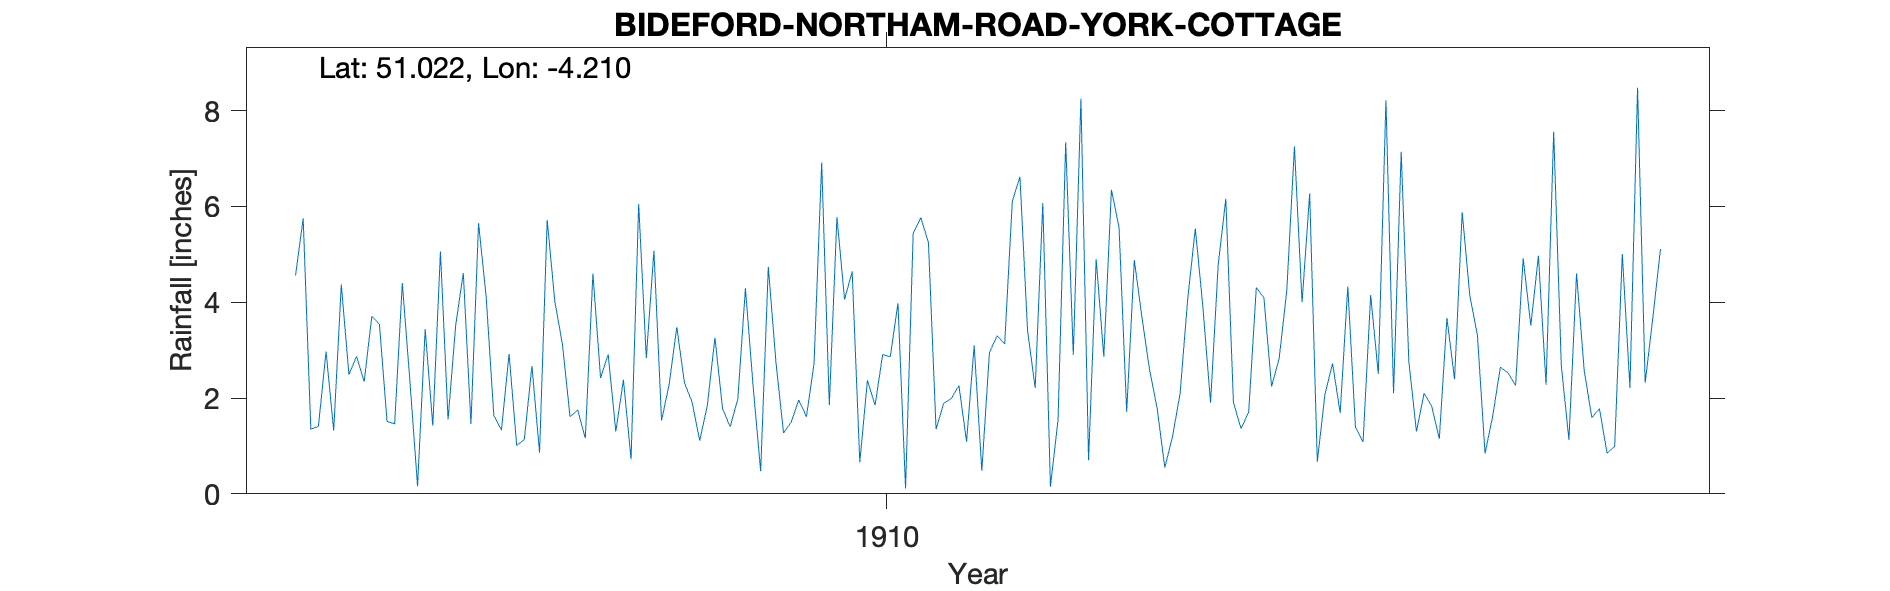 BIDEFORD-NORTHAM-ROAD-YORK-COTTAGE
Lat: 51.022, Lon: -4.210
8
6
4
2
0
Rainfall [inches]
1910
Year